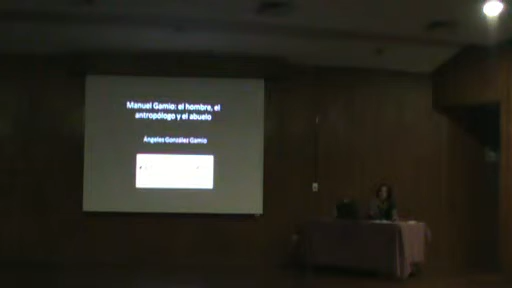 Manuel Gamio: el hombre, el
antropólogo y el abuelo
Ángeles González Gamio